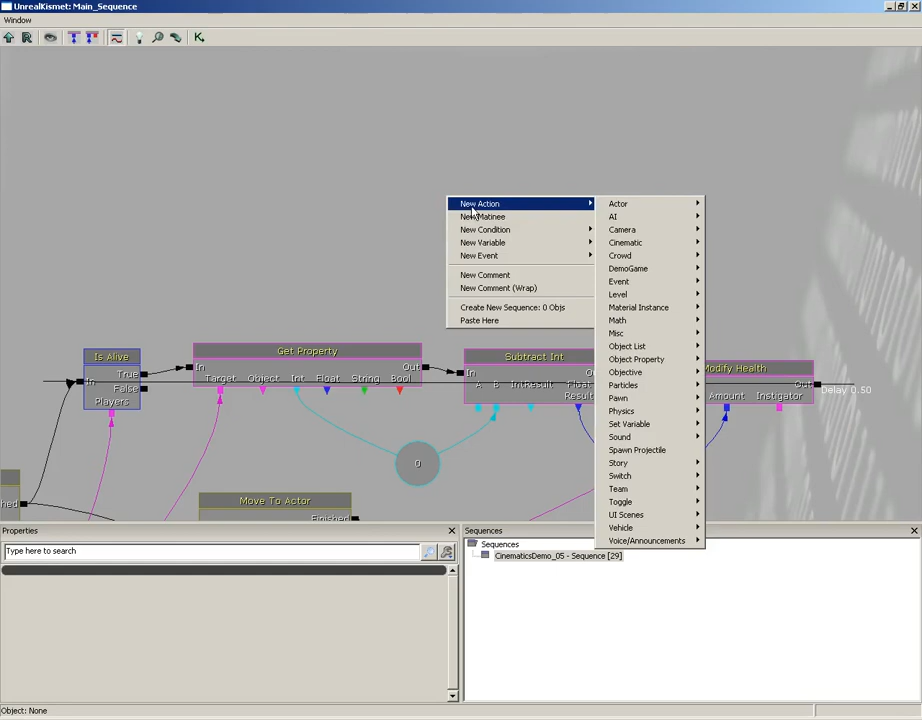 UnrealKismet: Main_Sequence
Window
New Action
New Matinee
New Condition
New Variable
New Event
New Comment
New Comment (Wrap)
Create New Sequence: 0 Objs
Paste Here
Actor
AI
Camera
Cinematic
Crowd
DemoGame
Event
Level
Material Instance
Math
Misc
Object List
Object Property
Objective
Particles
Pawn
Physics
Set Variable
Sound
Spawn Projectile
Story
Switch
Team
Toggle
UI Scenes
Vehicle
Voice/Announcements
Is Alive
In
True
False
Players
Get Property
In
Out
Target Object Int Float String Bool
Subtract Int
In
A B IntResult Float
Result
Modify Health
Out
Amount Instigator
Delay 0.50
0
Move To Actor
Finished
hed
Properties
Type here to search
Sequences
Sequences
CinematicsDemo_05 - Sequence [29]
Object: None